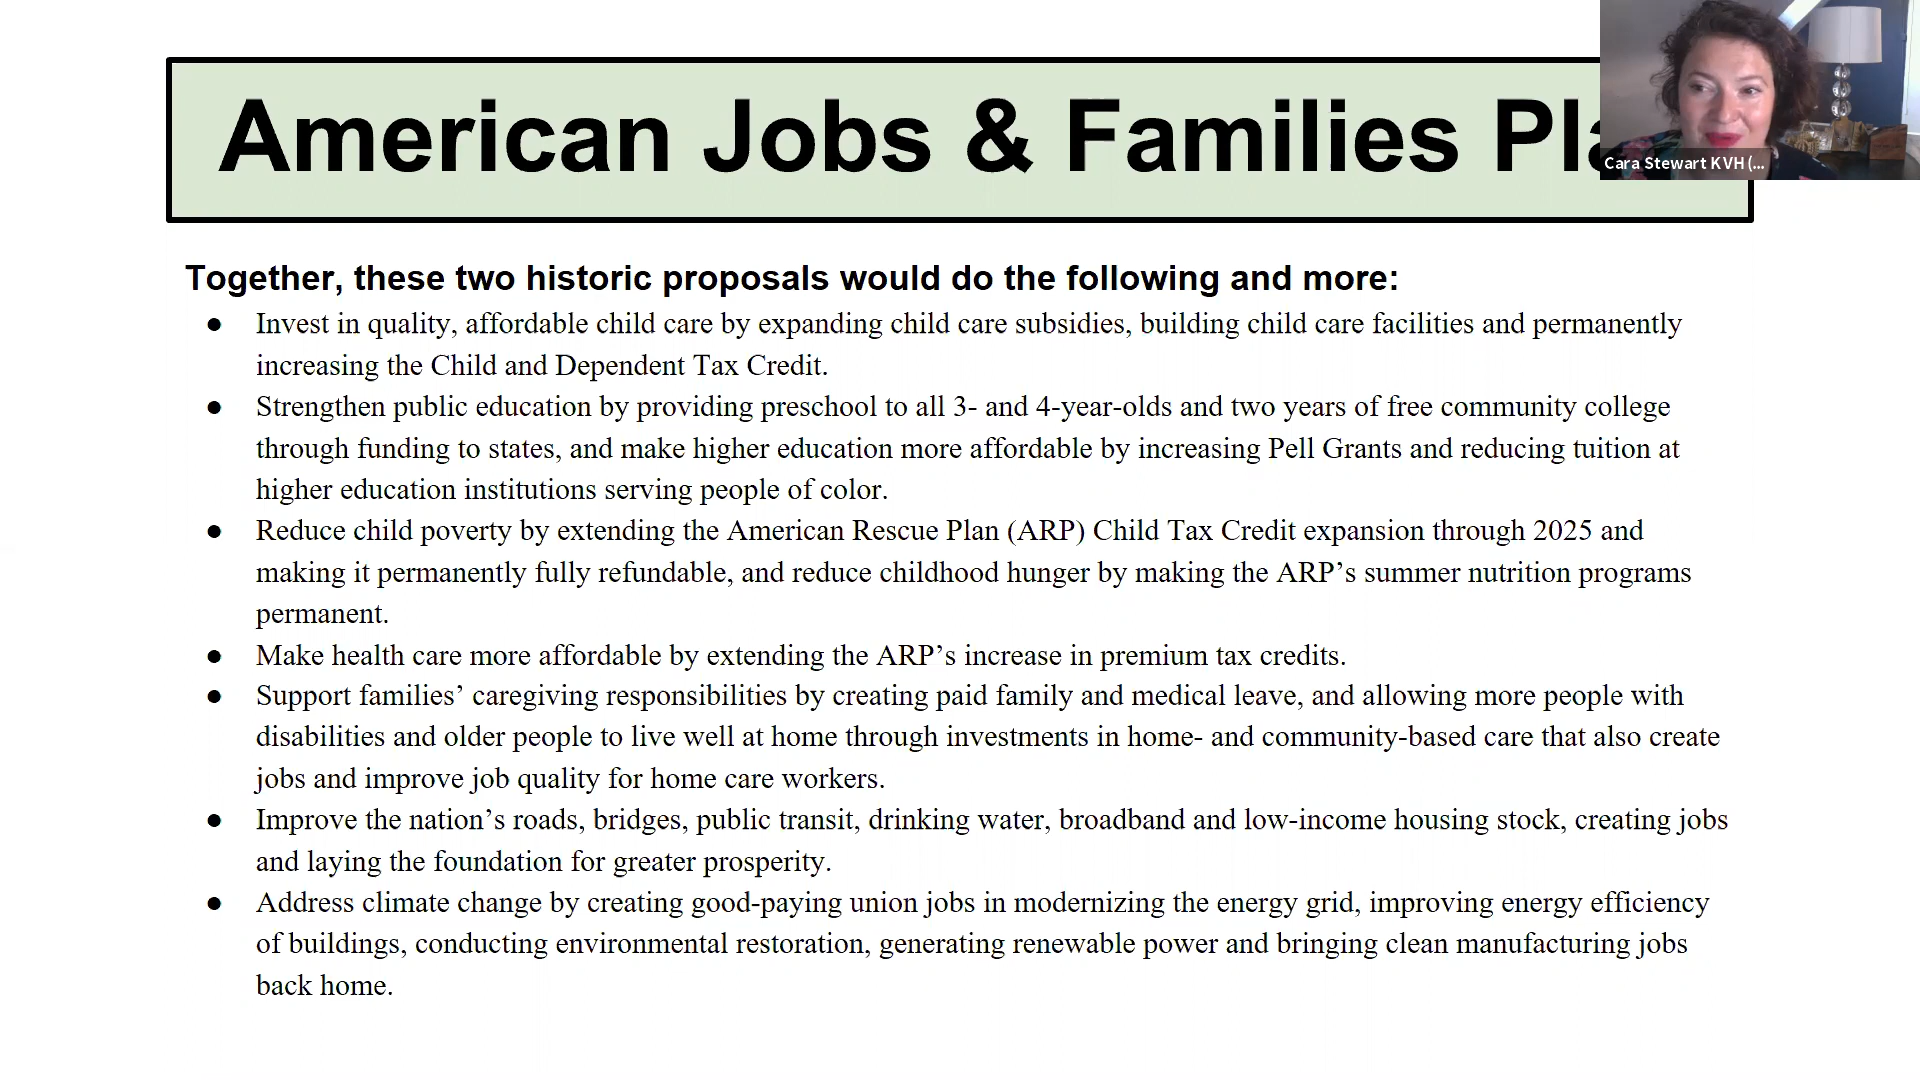 American Jobs & Families Pla
Cara Stewart KVH (...
Together, these two historic proposals would do the following and more:
● Invest in quality, affordable child care by expanding child care subsidies, building child care facilities and permanently
increasing the Child and Dependent Tax Credit.
● Strengthen public education by providing preschool to all 3- and 4-year-olds and two years of free community college
through funding to states, and make higher education more affordable by increasing Pell Grants and reducing tuition at
higher education institutions serving people of color.
● Reduce child poverty by extending the American Rescue Plan (ARP) Child Tax Credit expansion through 2025 and
making it permanently fully refundable, and reduce childhood hunger by making the ARP’s summer nutrition programs
permanent.
● Make health care more affordable by extending the ARP’s increase in premium tax credits.
● Support families’ caregiving responsibilities by creating paid family and medical leave, and allowing more people with
disabilities and older people to live well at home through investments in home- and community-based care that also create
jobs and improve job quality for home care workers.
● Improve the nation’s roads, bridges, public transit, drinking water, broadband and low-income housing stock, creating jobs
and laying the foundation for greater prosperity.
● Address climate change by creating good-paying union jobs in modernizing the energy grid, improving energy efficiency
of buildings, conducting environmental restoration, generating renewable power and bringing clean manufacturing jobs
back home.